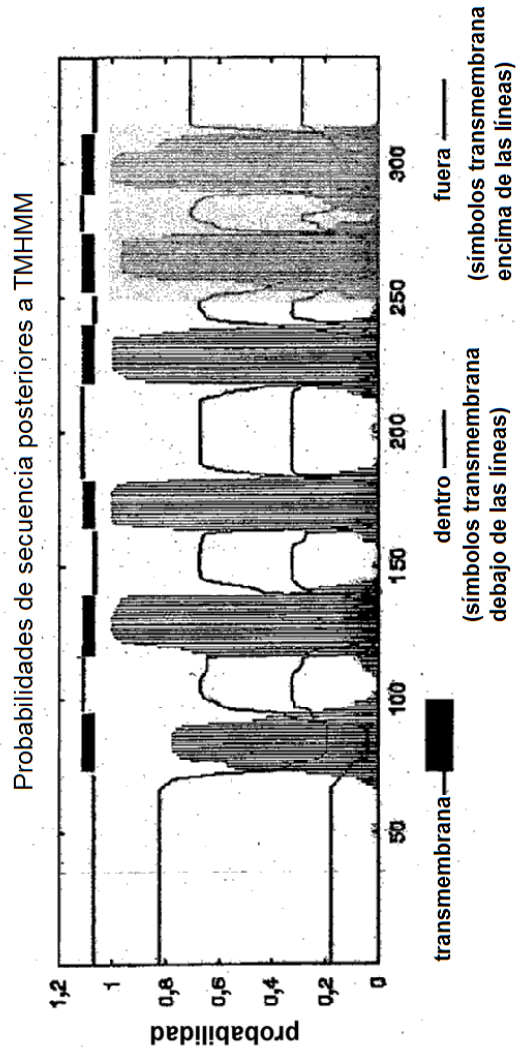 Probabilidades de secuencia posteriores a TMHMM
probabilidad
1,2
1
0,8
0,6
0,4
0,2
0
50
100
150
200
250
300
transmembrana
dentro
(símbolos transmembrana
debajo de las líneas)
fuera
(símbolos transmembrana
encima de las líneas)